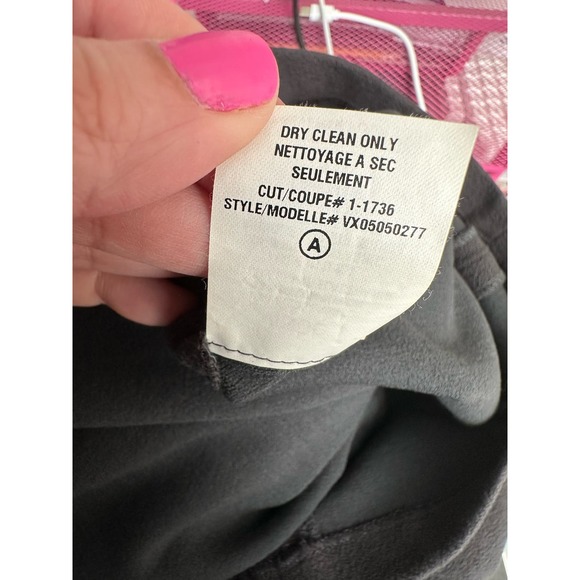 DRY CLEAN ONLY
NETTOYAGE A SEC
SEULEMENT
CUT/COUPE# 1-1736
STYLE/MODELLE# VX05050277
A